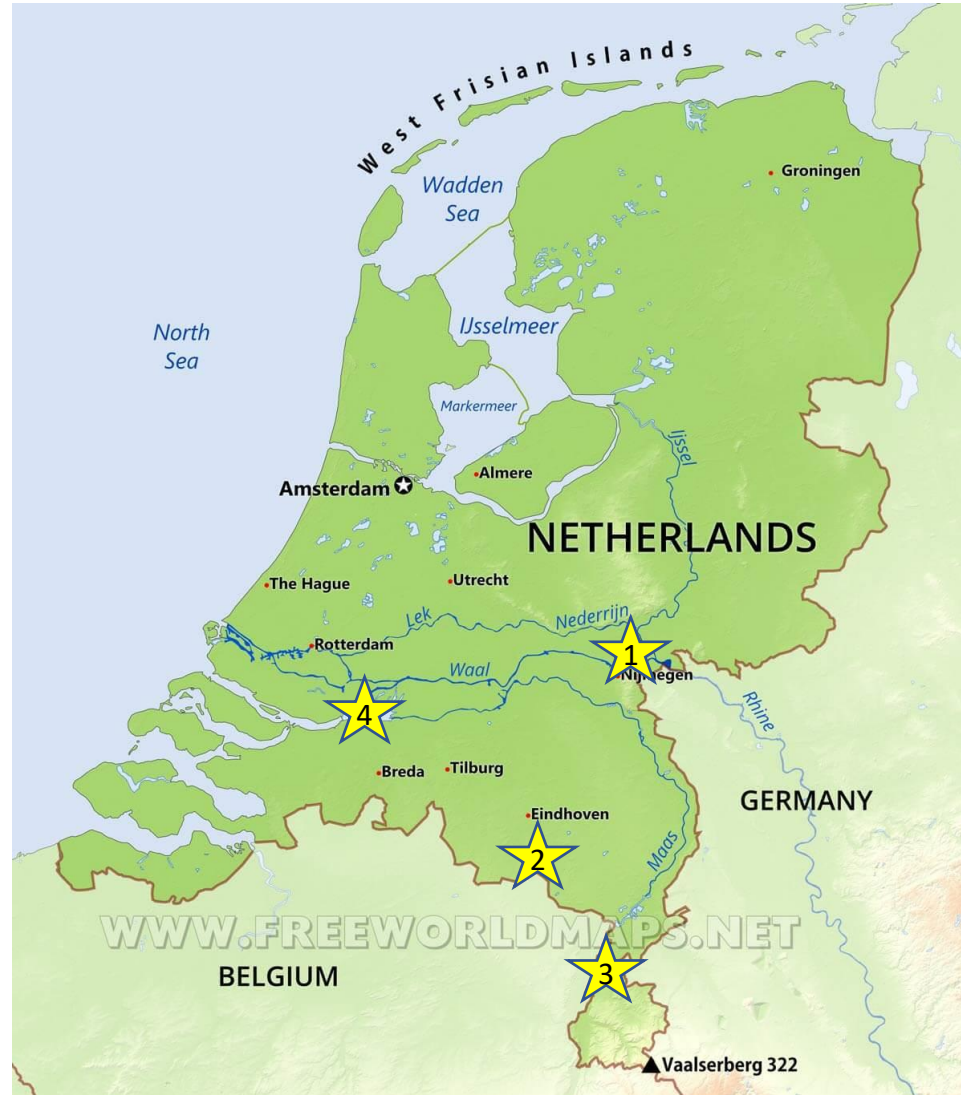 West Frisian Islands
Groningen
Wadden
Sea
North
Sea
IJsselmeer
Markermeer
IJssel
Almere
Amsterdam
NETHERLANDS
The Hague
Utrecht
Lek
Nederrijn
Rotterdam
1
Waal
Nijmegen
4
Rhine
Breda
Tilburg
GERMANY
Eindhoven
2
Maas
WWW.FREEWORLDMAPS.NET
3
BELGIUM
Vaalserberg 322